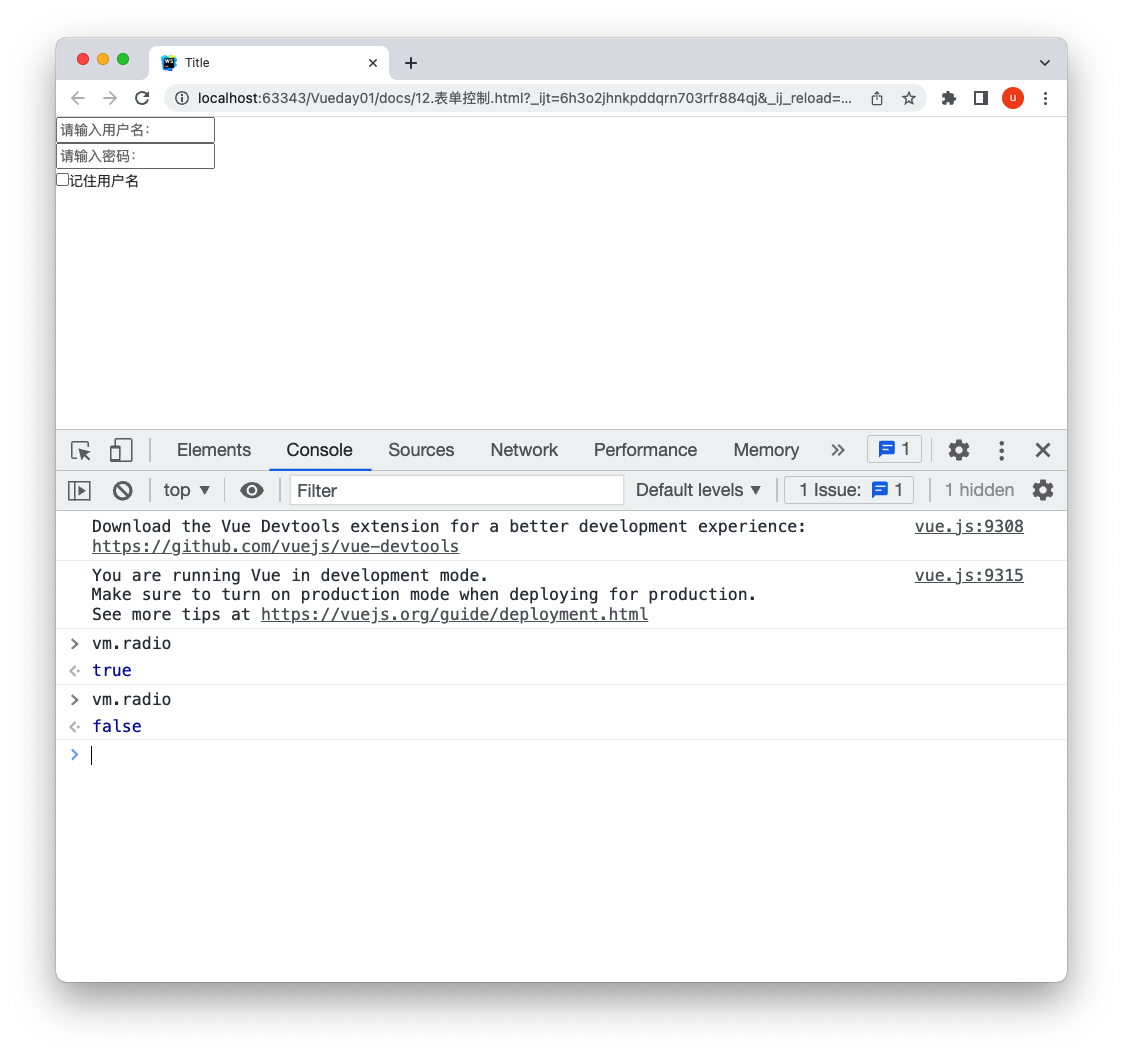 Title
localhost:63343/Vueday01/docs/12.表单控制.html?_ijt=6h3o2jhnkpddqrn703rfr884qj&_ij_reload=...
u
请输入用户名:
请输入密码:
记住用户名
Elements Console Sources Network Performance Memory 1
top Filter Default levels 1 Issue: 1 1 hidden
Download the Vue Devtools extension for a better development experience: vue.js:9308
https://github.com/vuejs/vue-devtools
You are running Vue in development mode. vue.js:9315
Make sure to turn on production mode when deploying for production.
See more tips at https://vuejs.org/guide/deployment.html
vm.radio
true
vm.radio
false